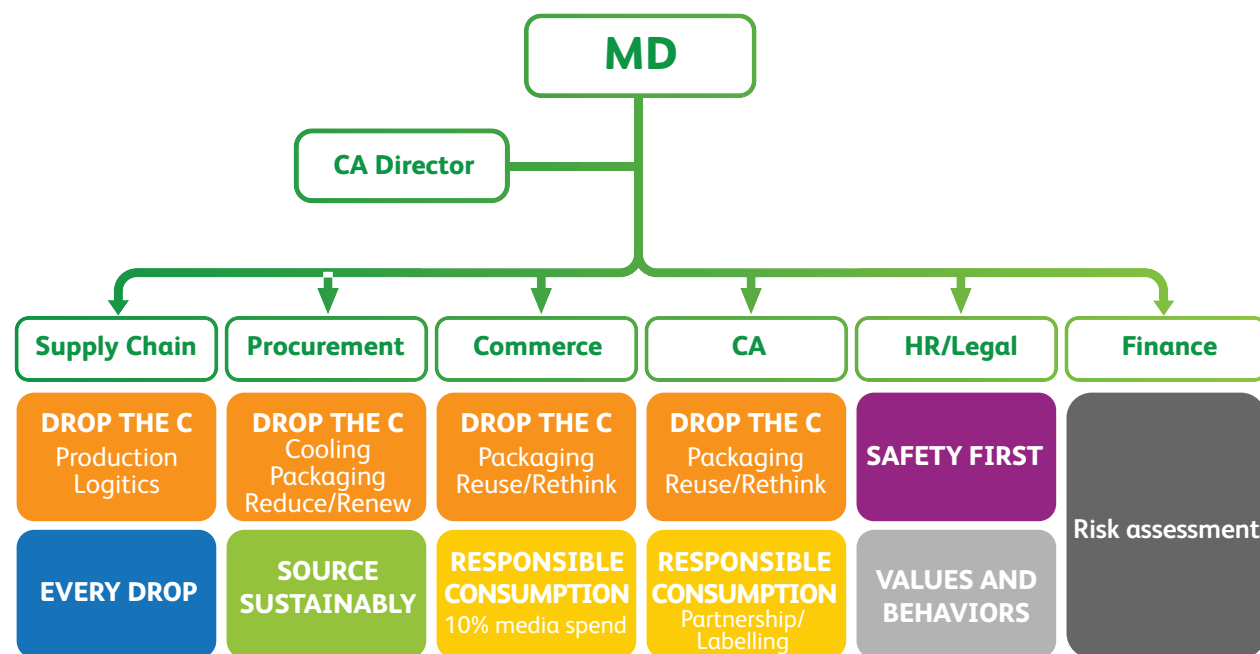 MD
CA Director
Supply Chain
Procurement
Commerce
CA
HR/Legal
Finance
DROP THE C
Production
Logitics
DROP THE C
Cooling
Packaging
Reduce/Renew
DROP THE C
Packaging
Reuse/Rethink
DROP THE C
Packaging
Reuse/Rethink
SAFETY FIRST
Risk assessment
EVERY DROP
SOURCE
SUSTAINABLY
RESPONSIBLE
CONSUMPTION
10% media spend
RESPONSIBLE
CONSUMPTION
Partnership/
Labelling
VALUES AND
BEHAVIORS